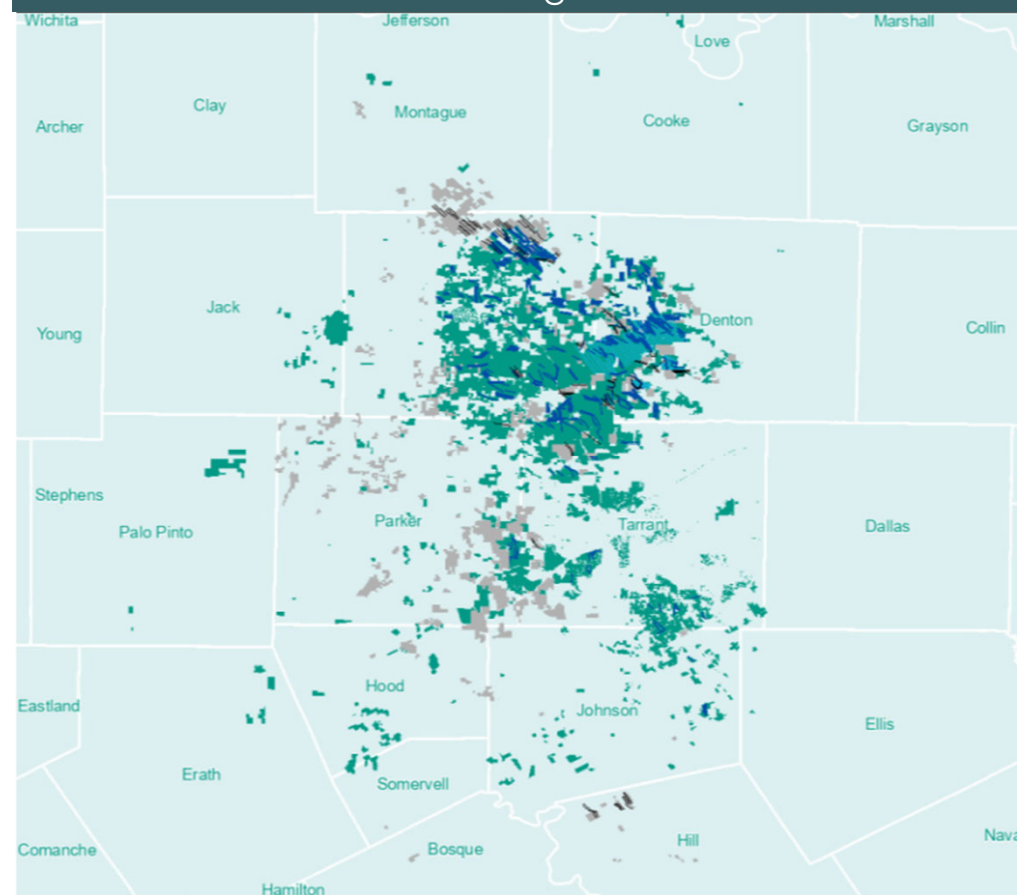 Wichita
Jefferson
Marshall
Love
Clay
Montague
Cooke
Archer
Grayson
Jack
Denton
Young
Collin
Stephens
Palo Pinto
Parker
Tarrant
Dallas
Eastland
Hood
Johnson
Ellis
Erath
Somervell
Comanche
Bosque
Hill
Nava
Hamilton